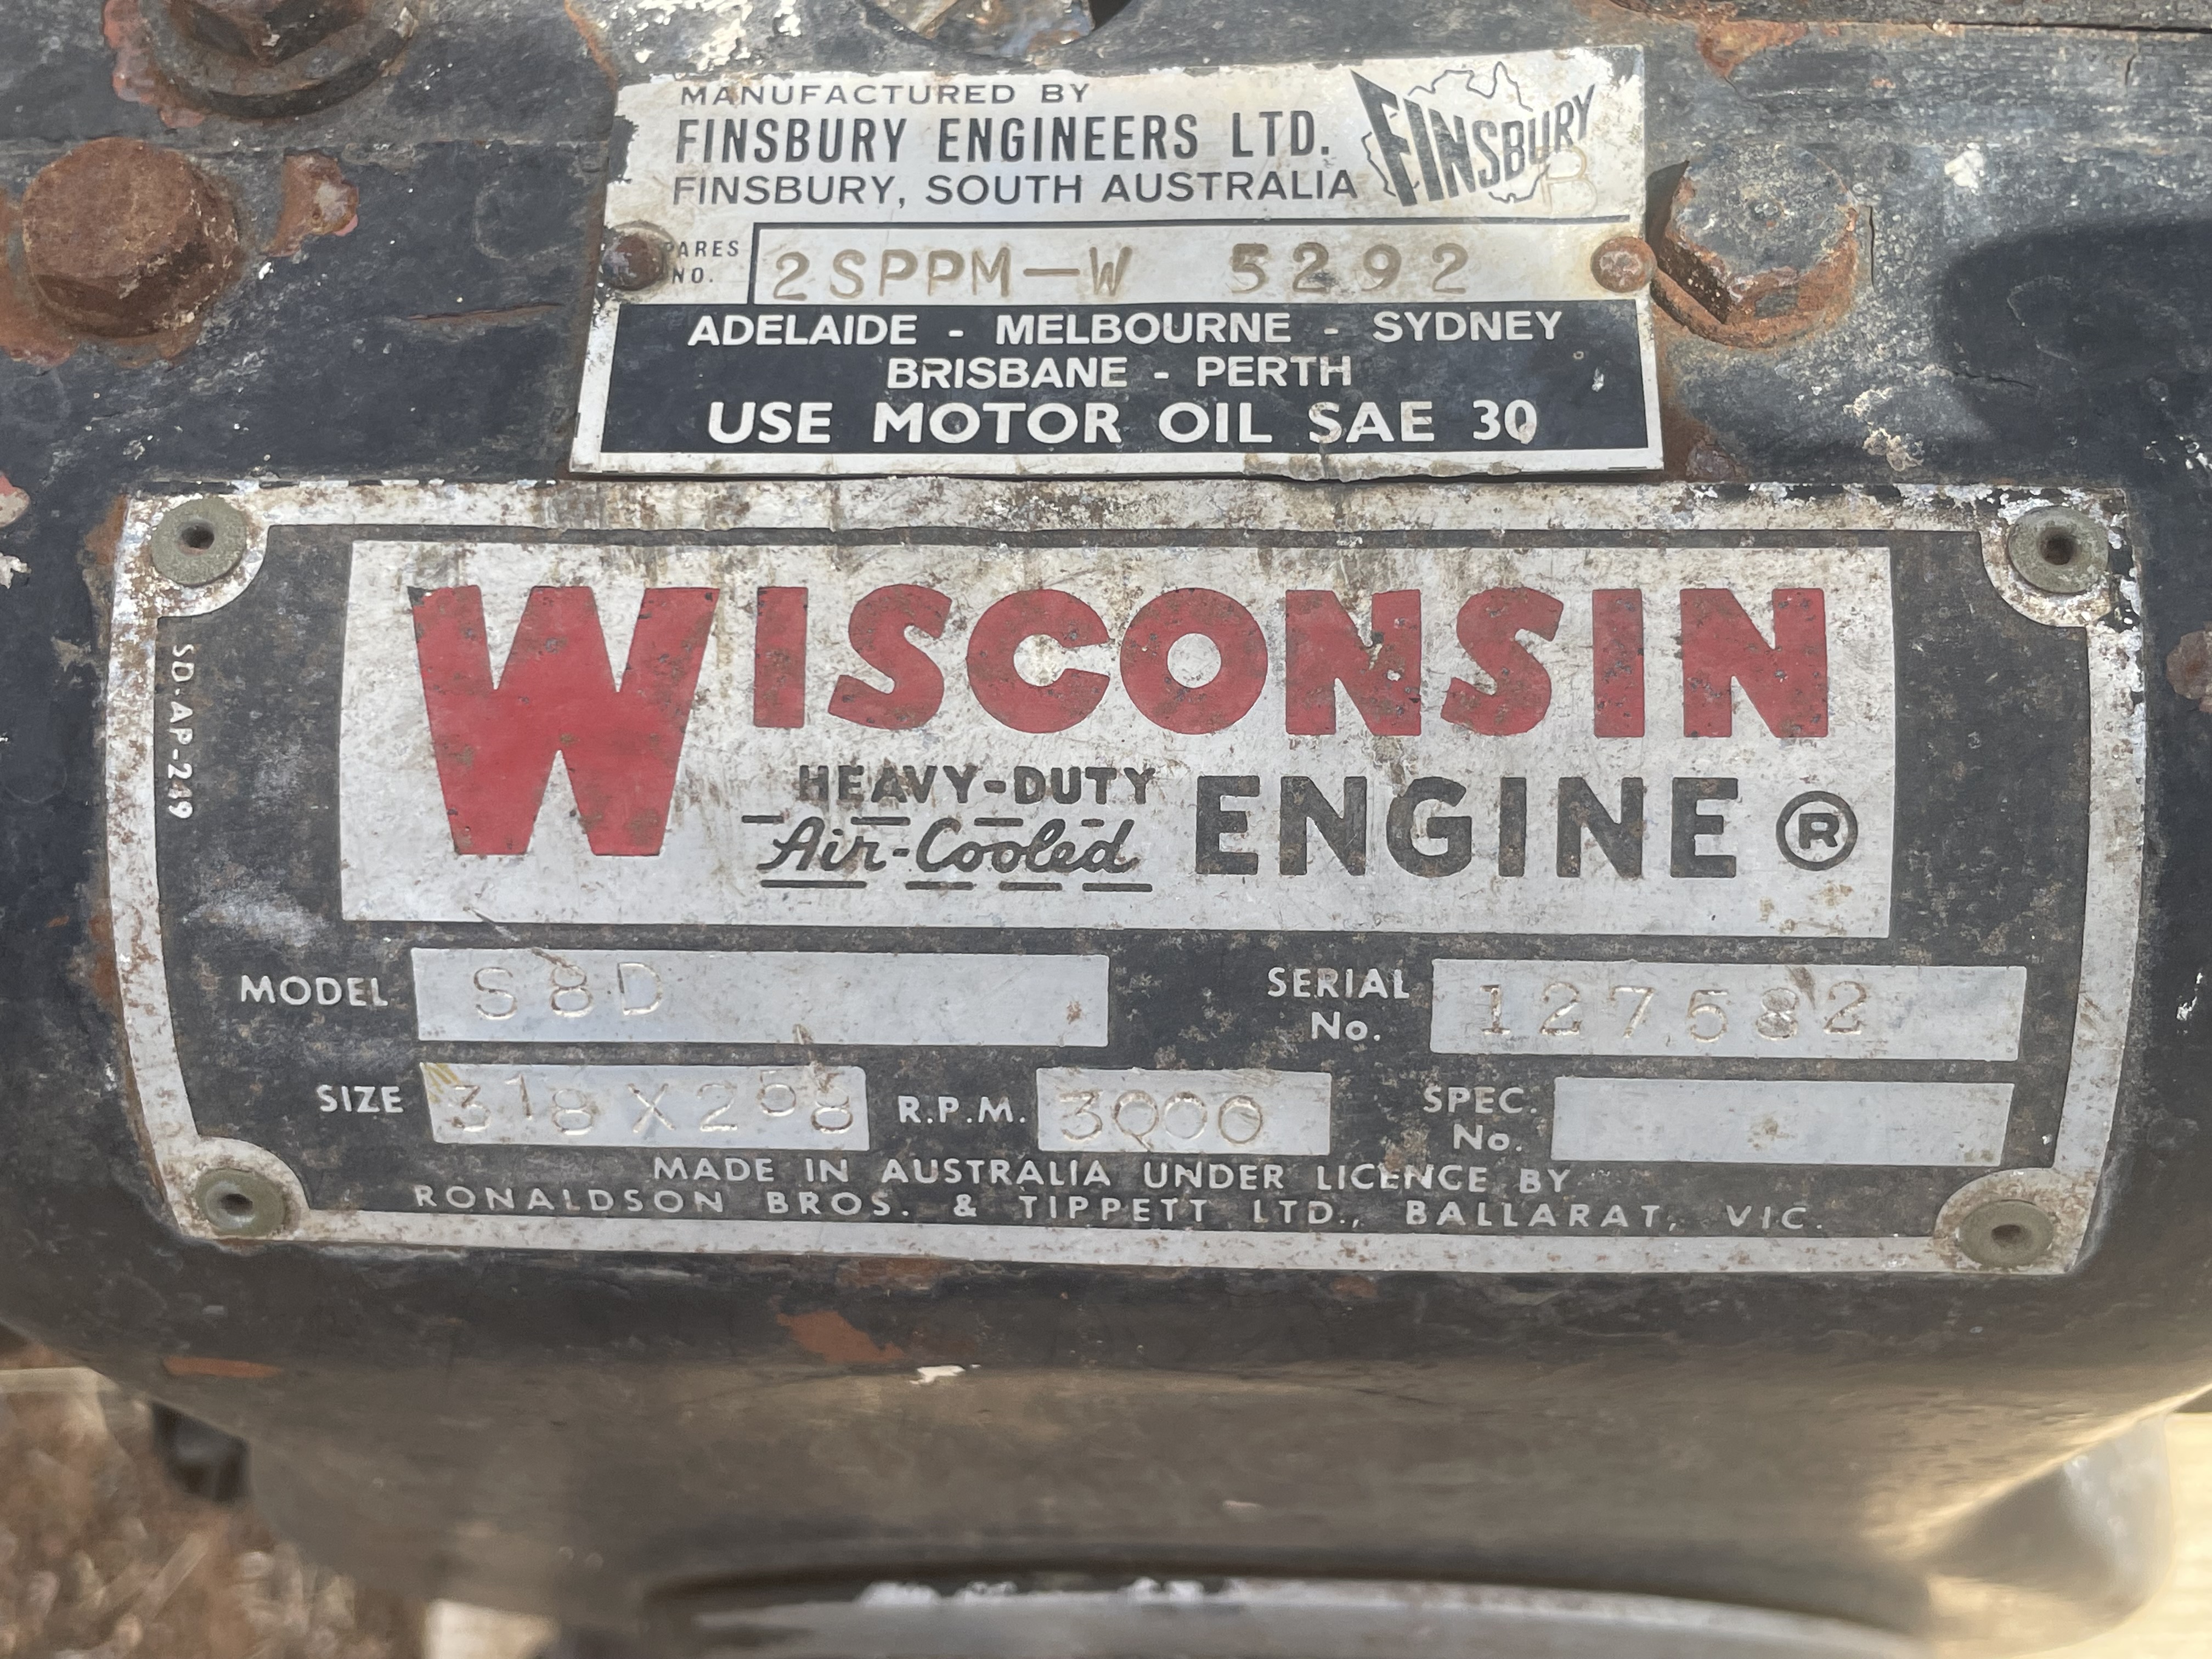 MANUFACTURED BY
FINSBURY ENGINEERS LTD.
FINSBURY, SOUTH AUSTRALIA
FINSBURY
B
NO.
2SPPM-W 5292
ADELAIDE - MELBOURNE - SYDNEY
BRISBANE - PERTH
USE MOTOR OIL SAE 30
SD-AP-249
WISCONSIN
HEAVY-DUTY
Air-Cooled
ENGINE ®
MODEL S8D
SERIAL No. 127582
SIZE 318 X 258
R.P.M. 3000
SPEC. No.
MADE IN AUSTRALIA UNDER LICENCE BY
RONALDSON BROS. & TIPPETT LTD., BALLARAT, VIC.